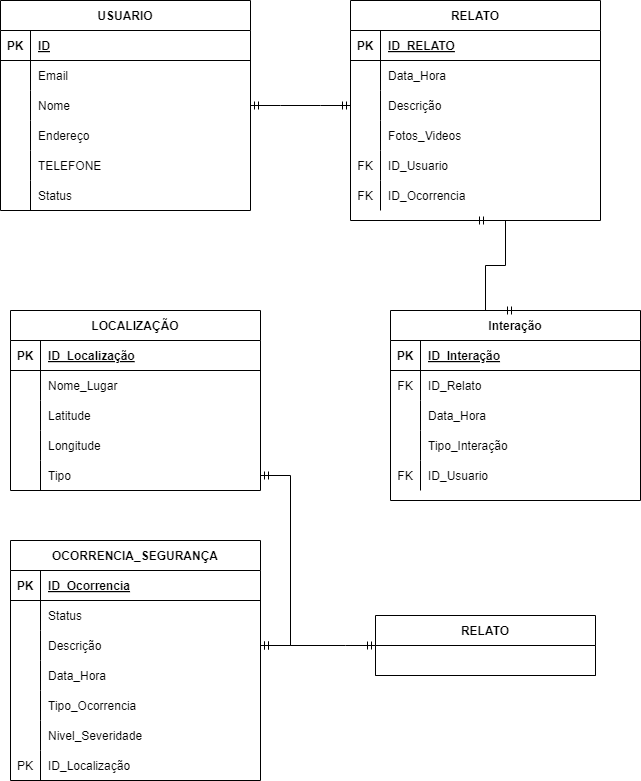 USUARIO
PK ID
Email
Nome
Endereço
TELEFONE
Status
RELATO
PK ID_RELATO
Data_Hora
Descrição
Fotos_Videos
FK ID_Usuario
FK ID_Ocorrencia
LOCALIZAÇÃO
PK ID_Localização
Nome_Lugar
Latitude
Longitude
Tipo
Interação
PK ID_Interação
FK ID_Relato
Data_Hora
Tipo_Interação
FK ID_Usuario
OCORRENCIA_SEGURANÇA
PK ID_Ocorrencia
Status
Descrição
Data_Hora
Tipo_Ocorrencia
Nivel_Severidade
PK ID_Localização
RELATO